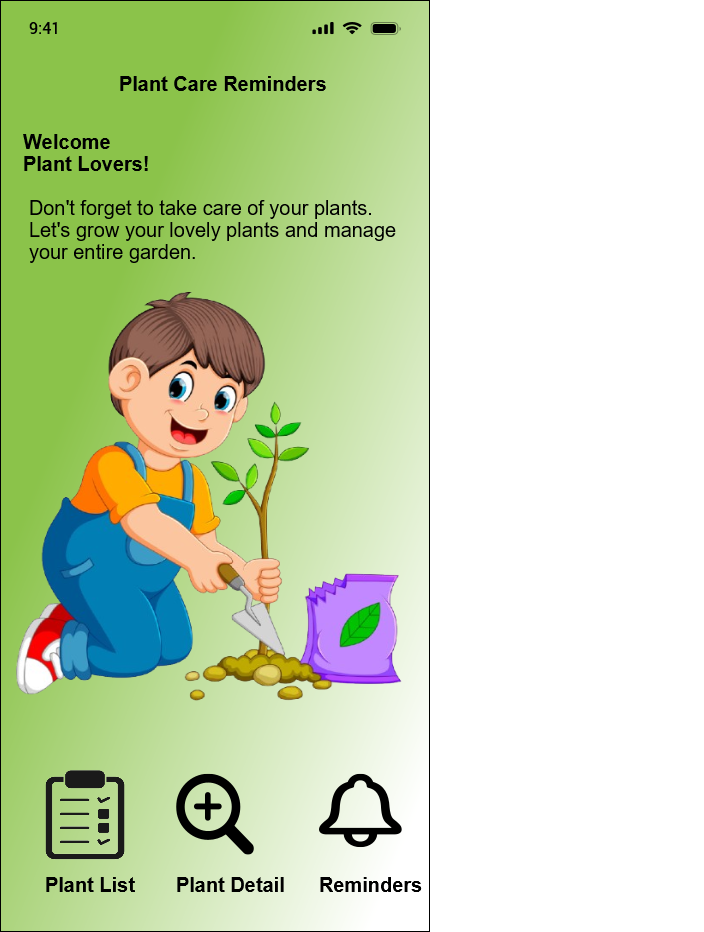 9:41
Plant Care Reminders
Welcome
Plant Lovers!
Don't forget to take care of your plants.
Let's grow your lovely plants and manage
your entire garden.
Plant List
Plant Detail
Reminders